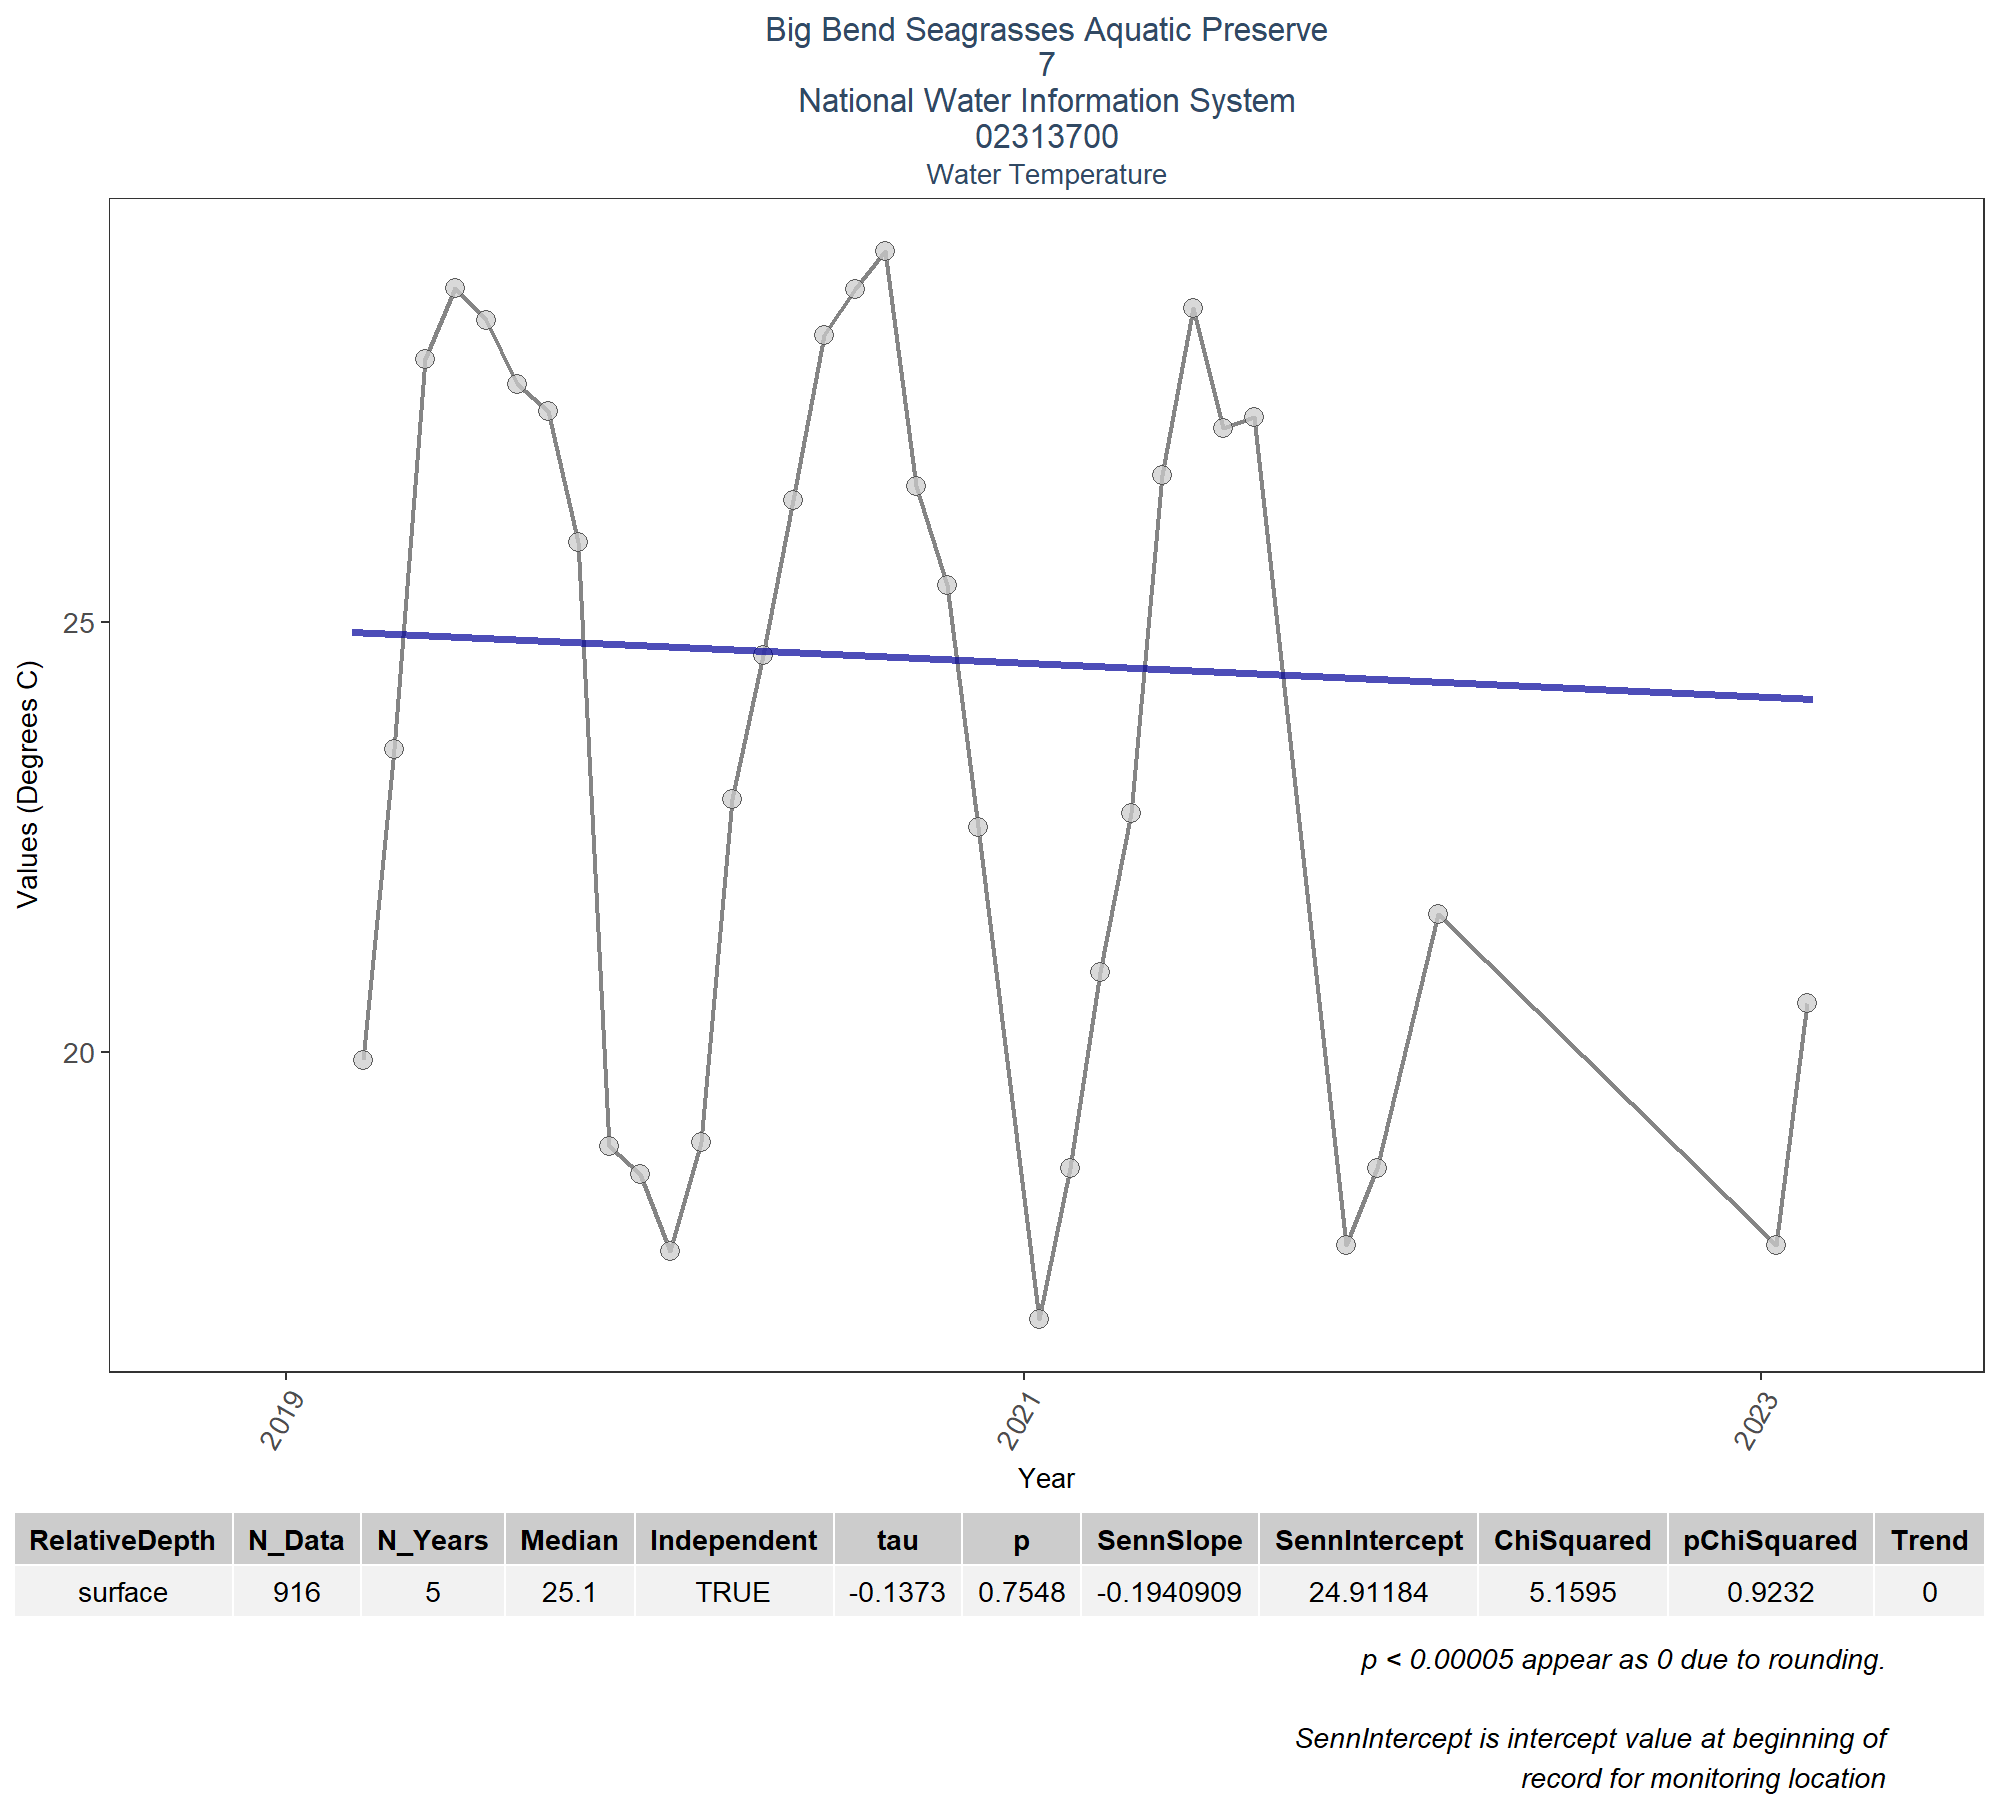 Big Bend Seagrasses Aquatic Preserve
7
National Water Information System
02313700
Water Temperature
Values (Degrees C)
25
20
2019
2021
2023
Year
RelativeDepth N_Data N_Years Median Independent tau p SennSlope SennIntercept ChiSquared pChiSquared Trend
surface 916 5 25.1 TRUE -0.1373 0.7548 -0.1940909 24.91184 5.1595 0.9232 0
p < 0.00005 appear as 0 due to rounding.
SennIntercept is intercept value at beginning of
record for monitoring location